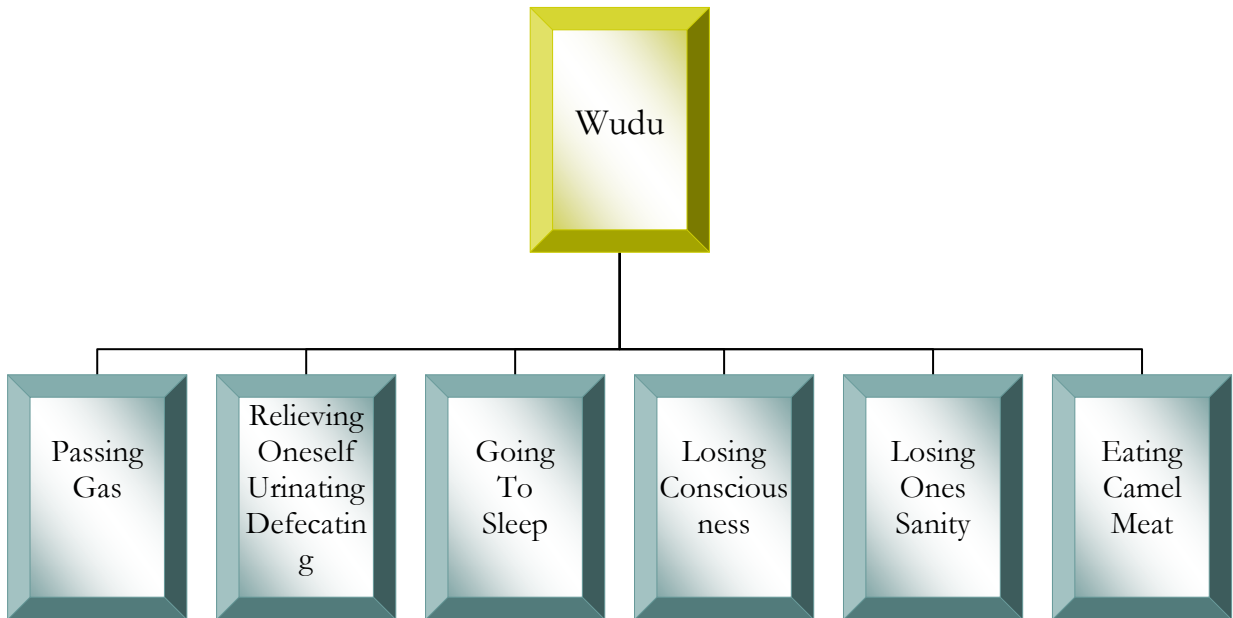 Wudu
Passing
Gas
Relieving
Oneself
Urinating
Defecatin
g
Going
To
Sleep
Losing
Conscious
ness
Losing
Ones
Sanity
Eating
Camel
Meat